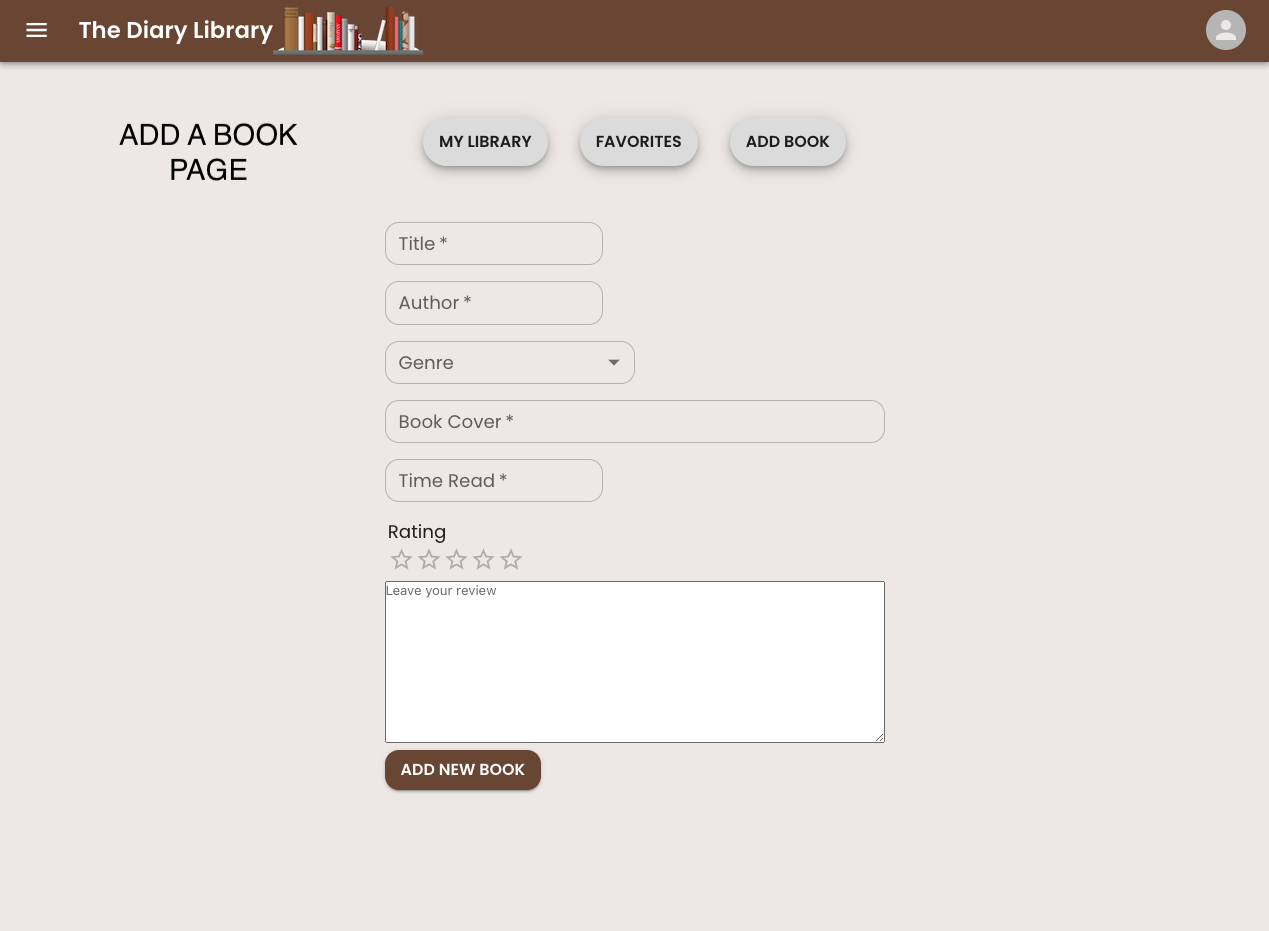 The Diary Library
ADD A BOOK
PAGE
MY LIBRARY
FAVORITES
ADD BOOK
Title *
Author *
Genre
Book Cover *
Time Read *
Rating
Leave your review
ADD NEW BOOK